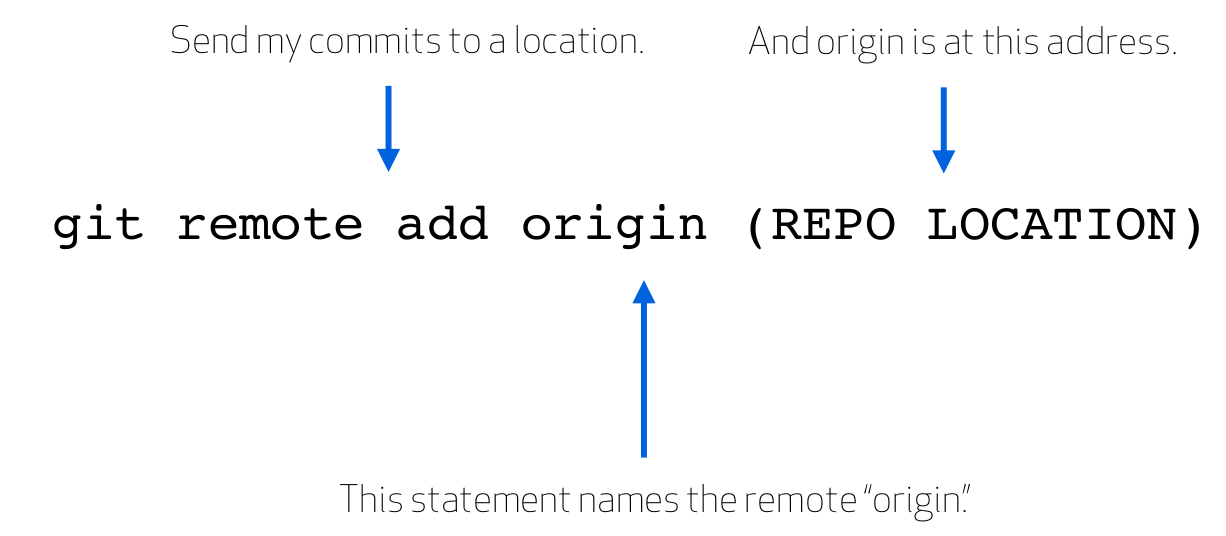 Send my commits to a location.
And origin is at this address.
git remote add origin (REPO LOCATION)
This statement names the remote “origin.”